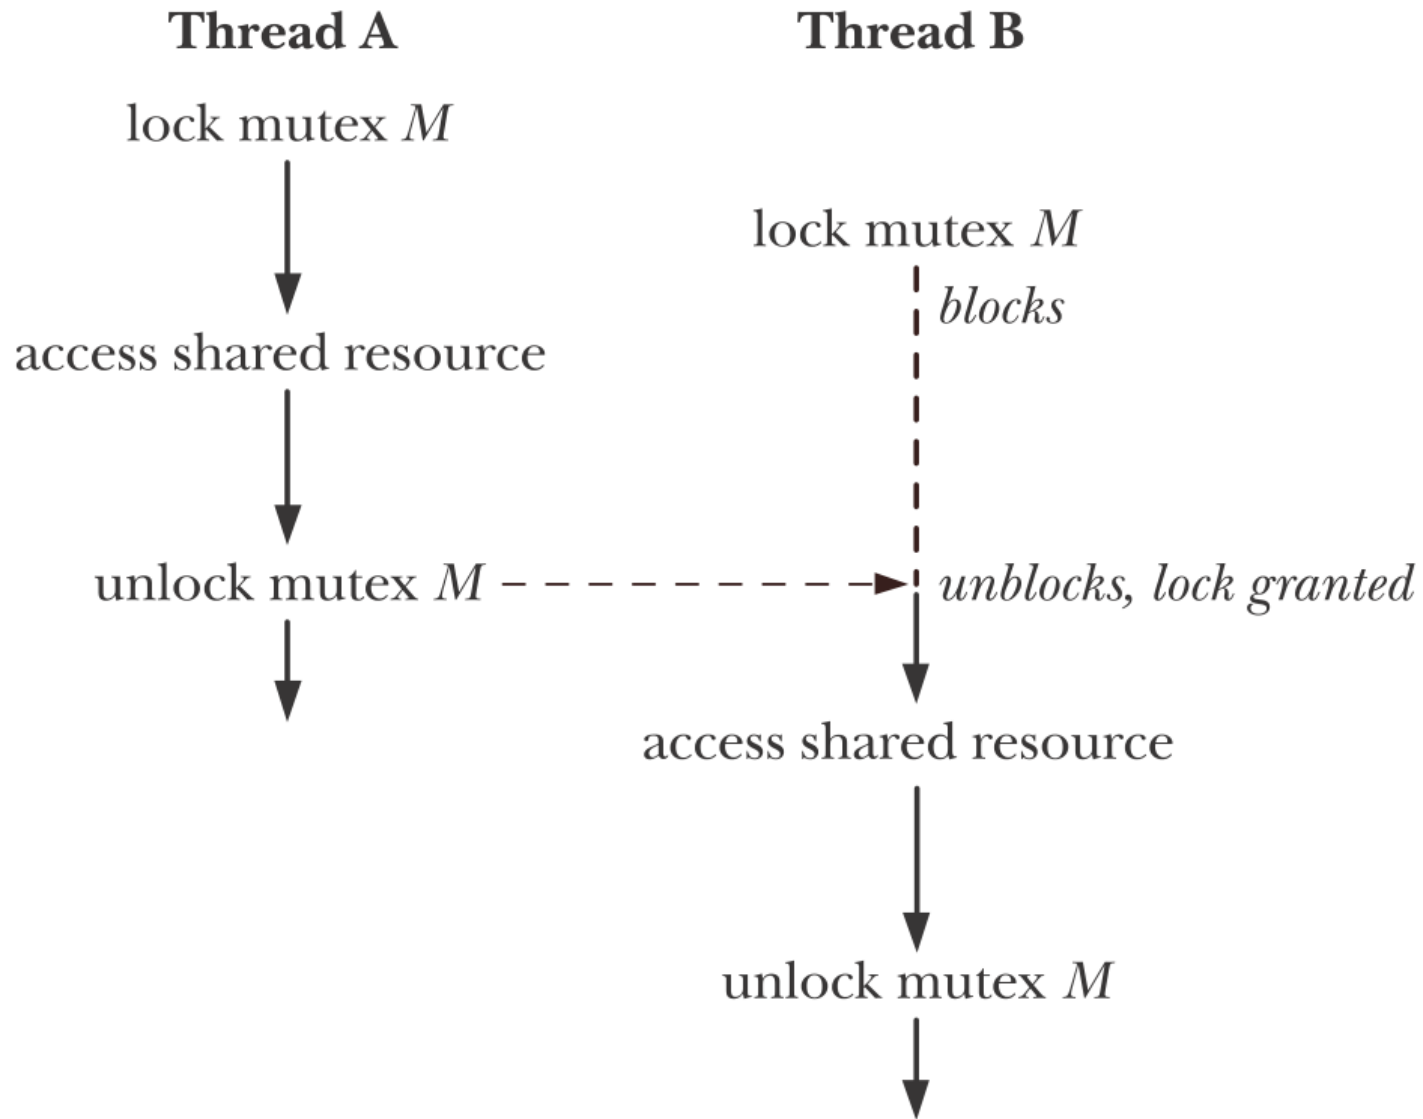 Thread A
Thread B
lock mutex M
lock mutex M
blocks
access shared resource
unlock mutex M
unblocks, lock granted
access shared resource
unlock mutex M